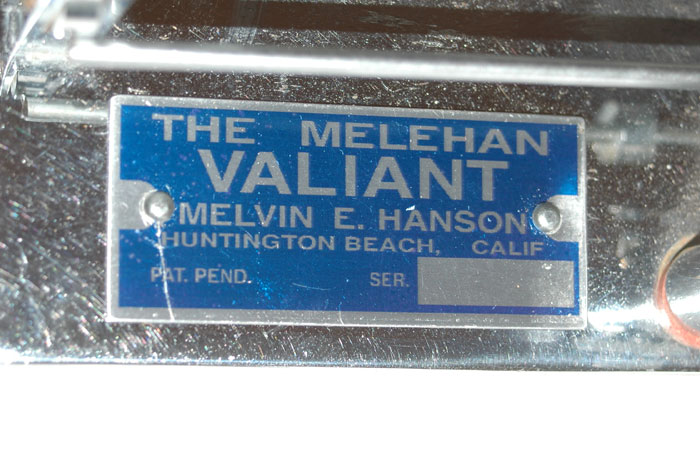 THE MELEHAN
VALIANT
MELVIN E. HANSON
HUNTINGTON BEACH, CALIF
PAT. PEND. SER.